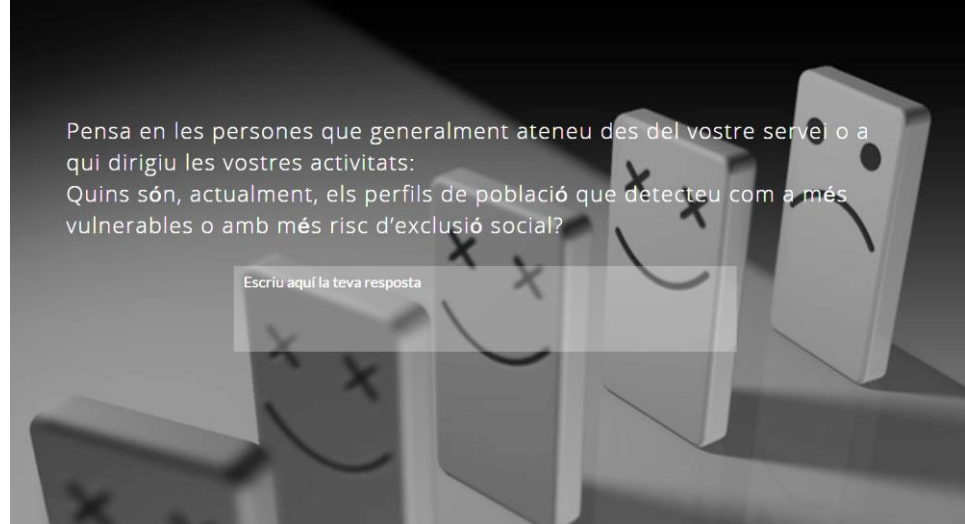 Pensa en les persones que generalment ateneu des del vostre servei o a
qui dirigiu les vostres activitats:
Quins són, actualment, els perfils de població que detecteu com a més
vulnerables o amb més risc d’exclusió social?
Escriu aquí la teva resposta